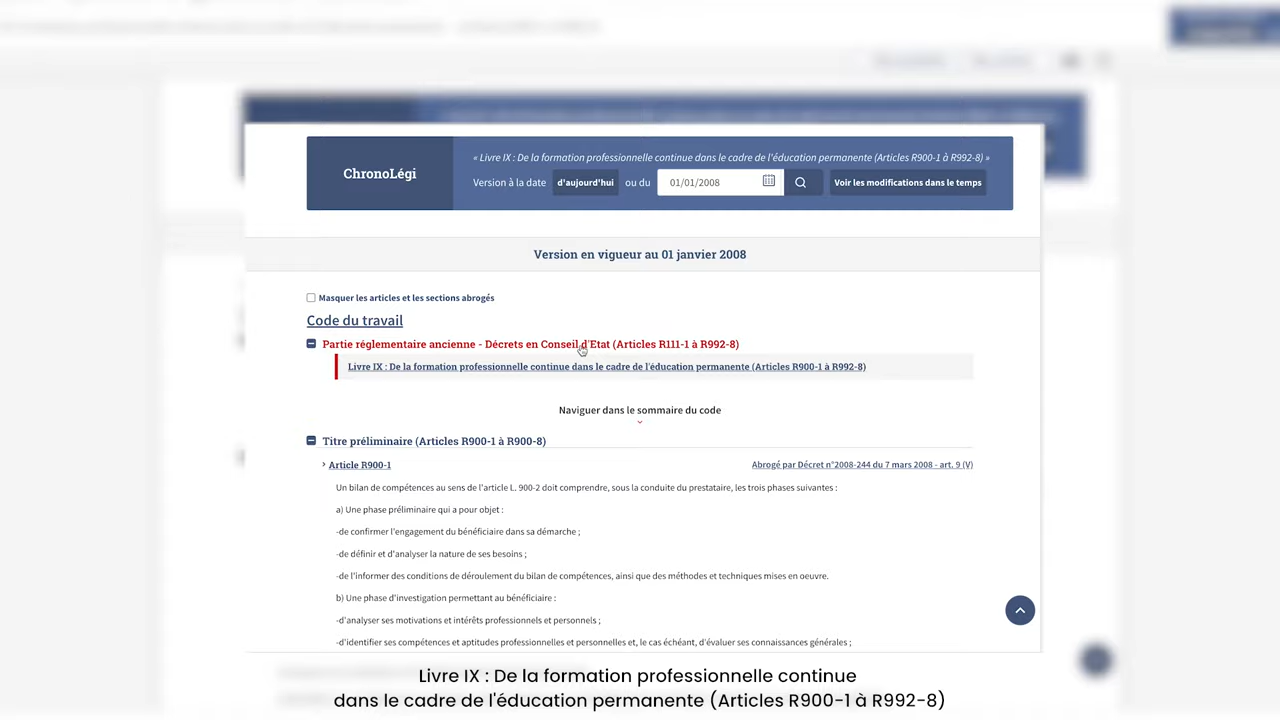 « Livre IX : De la formation professionnelle continue dans le cadre de l'éducation permanente (Articles R900-1 à R992-8) »
ChronoLégi
Version à la date d'aujourd'hui ou du 01/01/2008 Voir les modifications dans le temps
Version en vigueur au 01 janvier 2008
Masquer les articles et les sections abrogés
Code du travail
Partie réglementaire ancienne - Décrets en Conseil d'Etat (Articles R111-1 à R992-8)
Livre IX : De la formation professionnelle continue dans le cadre de l'éducation permanente (Articles R900-1 à R992-8)
Naviguer dans le sommaire du code
Titre préliminaire (Articles R900-1 à R900-8)
Article R900-1 Abrogé par Décret n°2008-244 du 7 mars 2008 - art. 9 (V)
Un bilan de compétences au sens de l'article L. 900-2 doit comprendre, sous la conduite du prestataire, les trois phases suivantes :
a) Une phase préliminaire qui a pour objet :
-de confirmer l'engagement du bénéficiaire dans sa démarche ;
-de définir et d'analyser la nature de ses besoins ;
-de l'informer des conditions de déroulement du bilan de compétences, ainsi que des méthodes et techniques mises en oeuvre.
b) Une phase d'investigation permettant au bénéficiaire :
-d'analyser ses motivations et intérêts professionnels et personnels ;
-d'identifier ses compétences et aptitudes professionnelles et personnelles et, le cas échéant, d'évaluer ses connaissances générales ;
Livre IX : De la formation professionnelle continue
dans le cadre de l'éducation permanente (Articles R900-1 à R992-8)